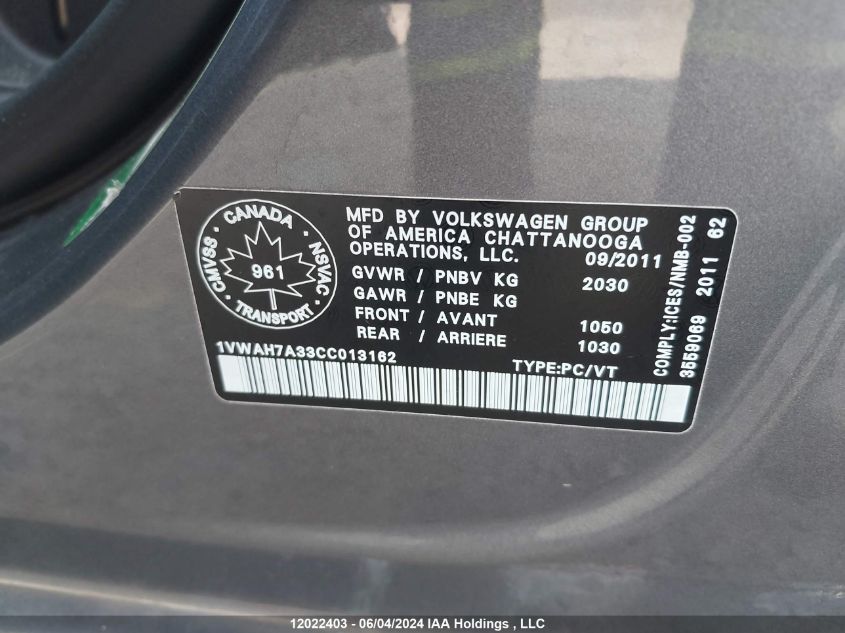 CANADA
CMVSS
NSVAC
961
TRANSPORT
MFD BY VOLKSWAGEN GROUP
OF AMERICA CHATTANOOGA
OPERATIONS, LLC. 09/2011
GVWR / PNBV KG 2030
GAWR / PNBE KG
FRONT / AVANT 1050
REAR / ARRIERE 1030
1VWAH7A33CC013162
TYPE:PC/VT
COMPLY:ICES/NMB-002
3559069 2011 62
12022403 - 06/04/2024 IAA Holdings , LLC